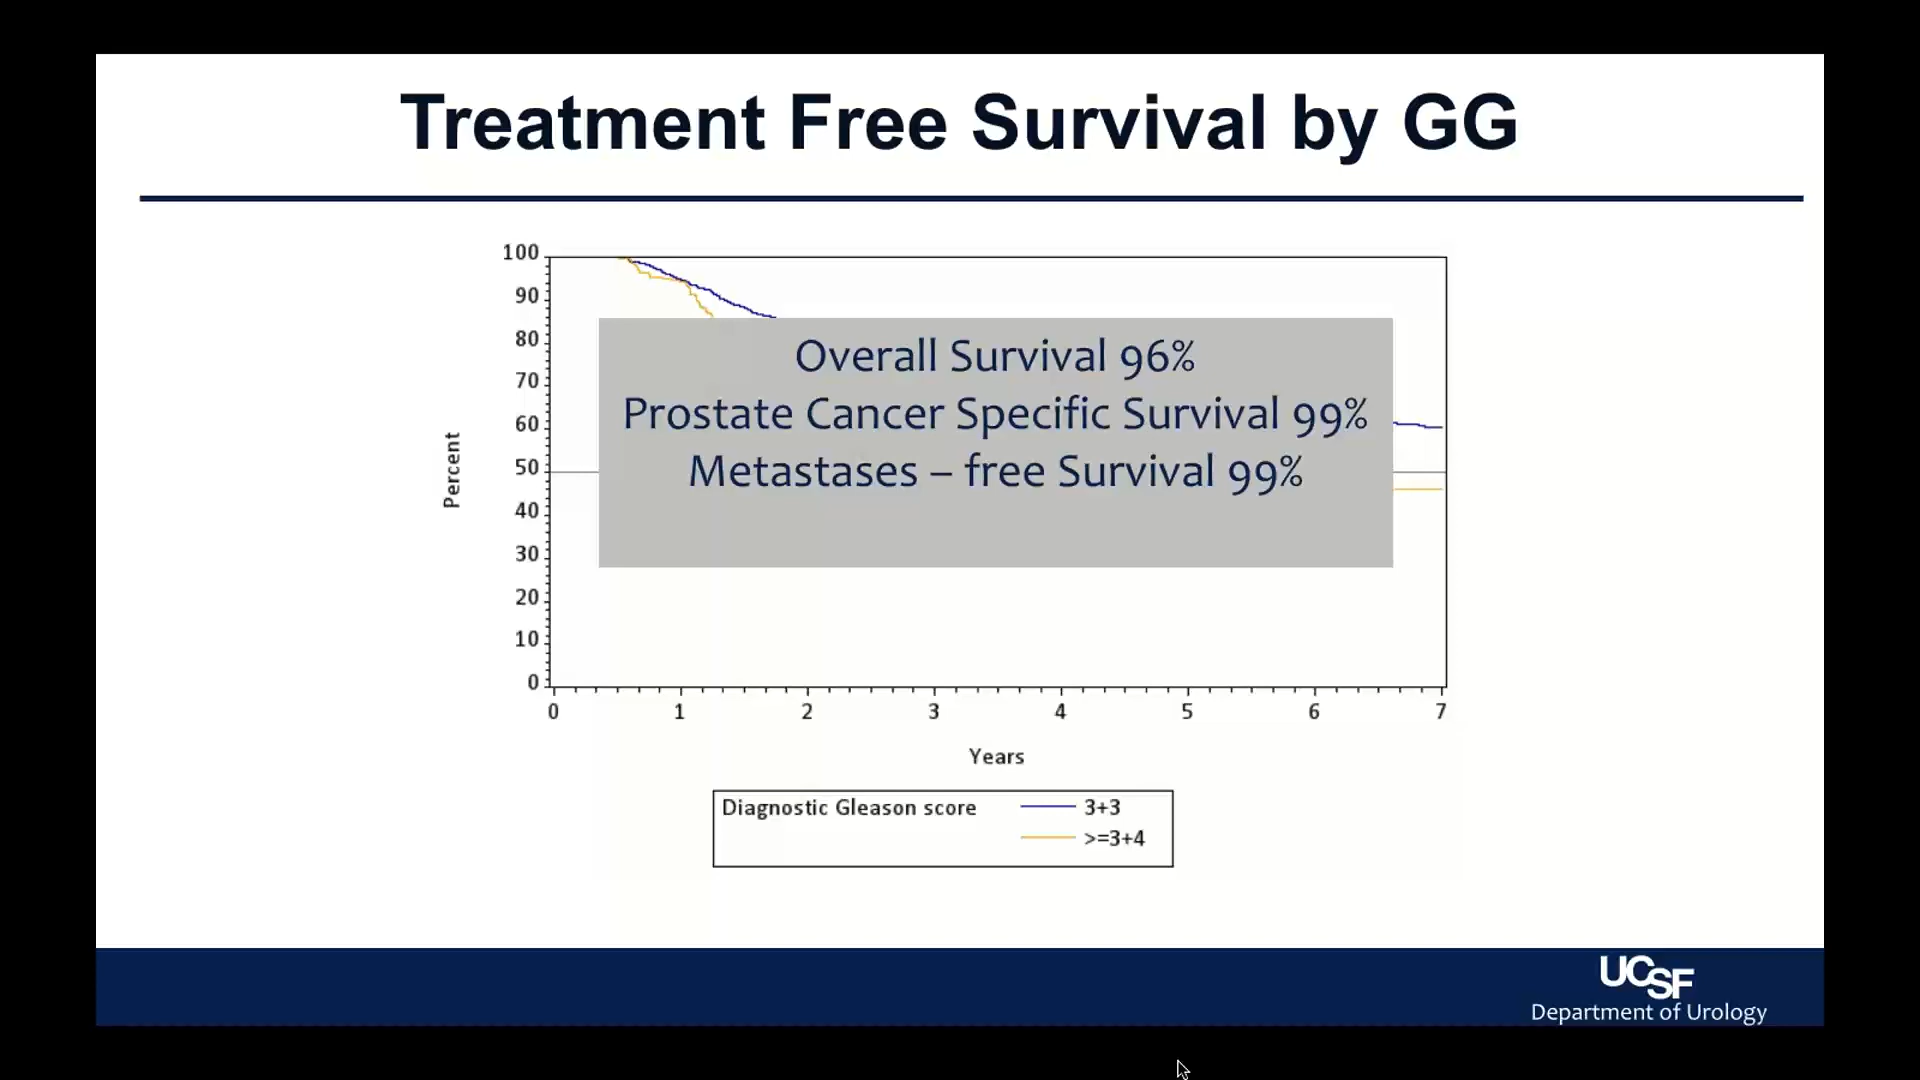 Treatment Free Survival by GG
100
90
80
70
60
50
40
30
20
10
0
Percent
Overall Survival 96%
Prostate Cancer Specific Survival 99%
Metastases – free Survival 99%
0 1 2 3 4 5 6 7
Years
Diagnostic Gleason score 3+3
>=3+4
UCSF
Department of Urology